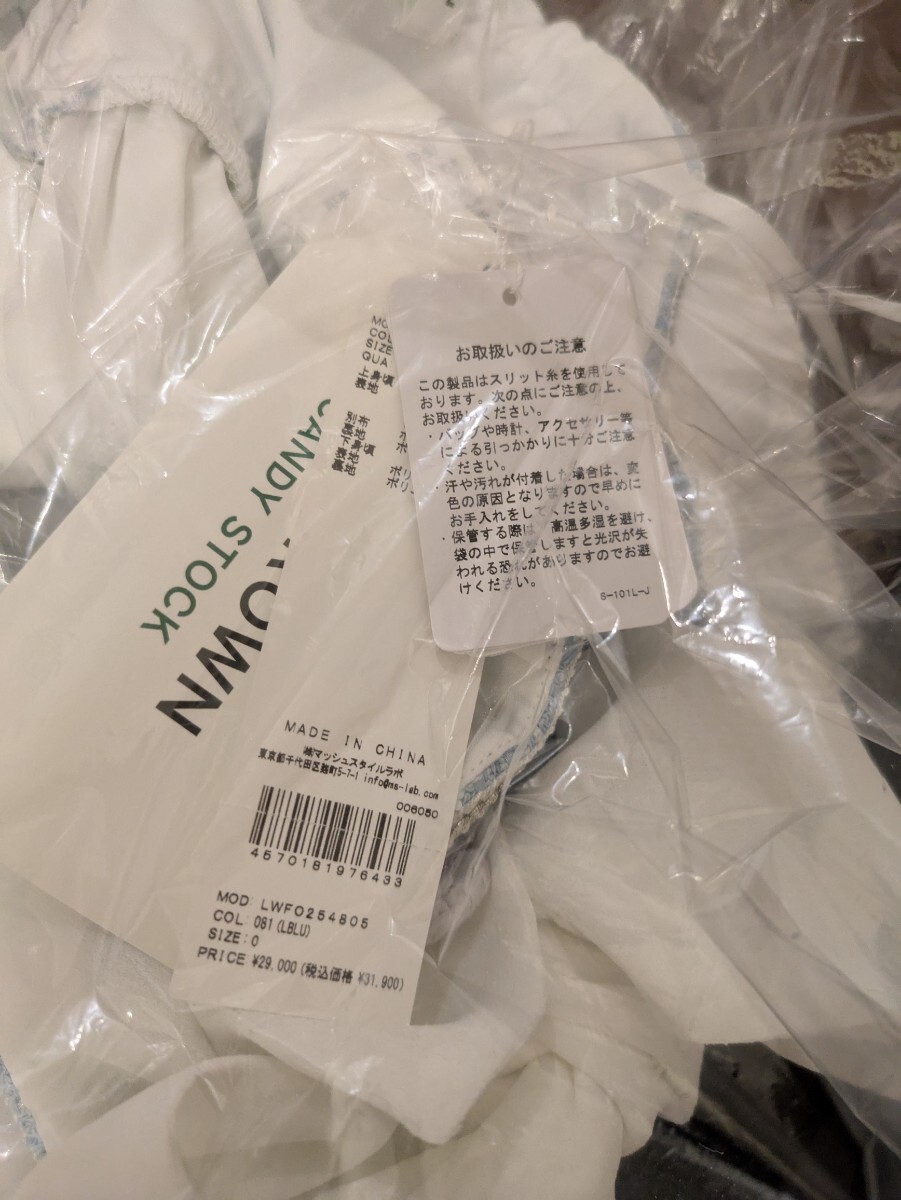 お取扱いのご注意
この製品はスリット糸を使用して
おります。次の点にご注意の上、
お取扱いください。
・バッグや時計、アクセサリー等
による引っかかりに十分ご注意
ください。
・汗や汚れが付着した場合は、変
色の原因となりますので早めに
お手入れをしてください。
・保管する際は、高温多湿を避け、
袋の中で保管しますと光沢が失
われる恐れがありますのでお避
けください。
S-101L-J
COL
SIZE
QUA
CANDY STOCK
MADE IN CHINA
㈱マッシュスタイルラボ
東京都千代田区麹町5-7-1 info@ms-lab.com
006050
4570181976433
MOD: LWFO254805
COL: 081(LBLU)
SIZE:0
PRICE ¥29,000(税込価格 ¥31,900)